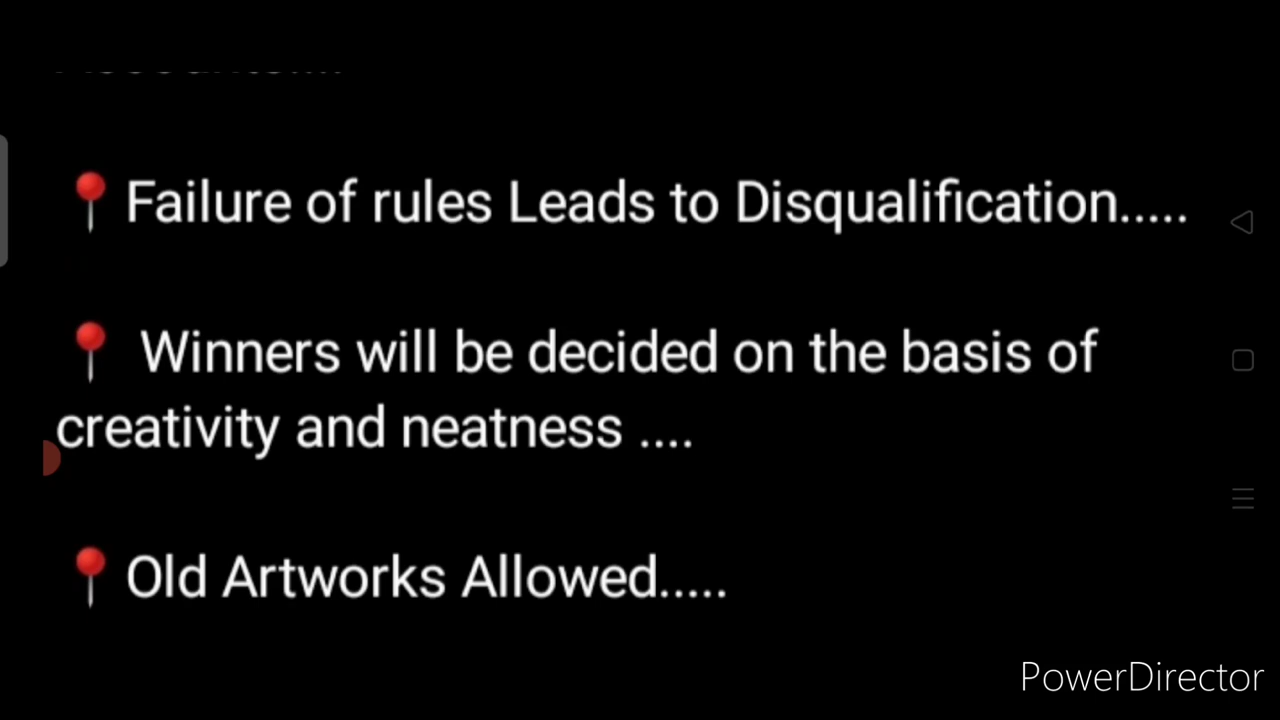 📍Failure of rules Leads to Disqualification.....
📍 Winners will be decided on the basis of
creativity and neatness ....
📍Old Artworks Allowed.....
PowerDirector